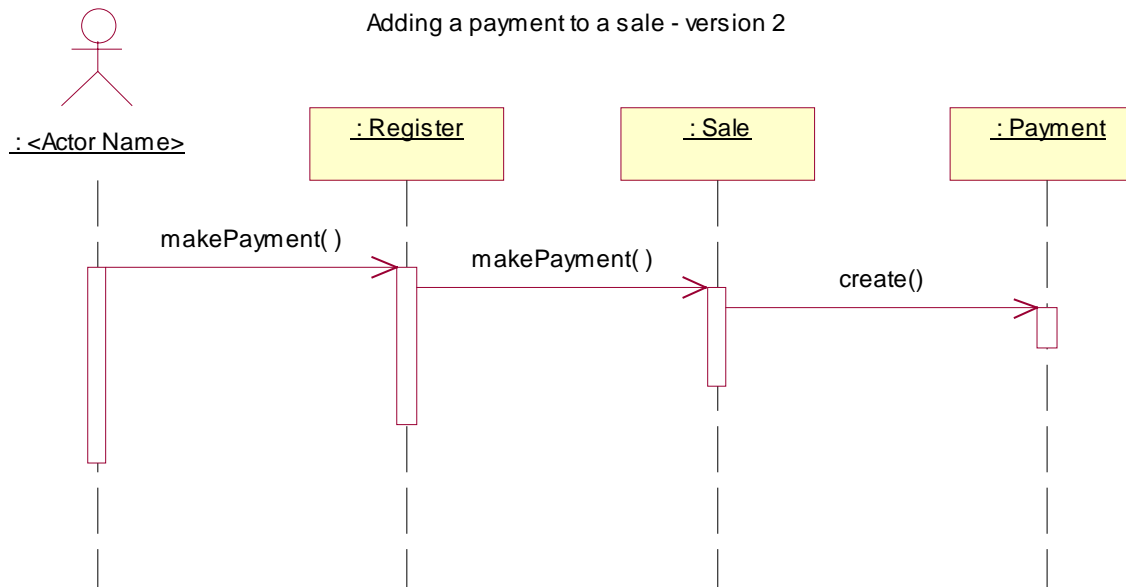 Adding a payment to a sale - version 2
: <Actor Name>
: Register
: Sale
: Payment
makePayment( )
makePayment( )
create()